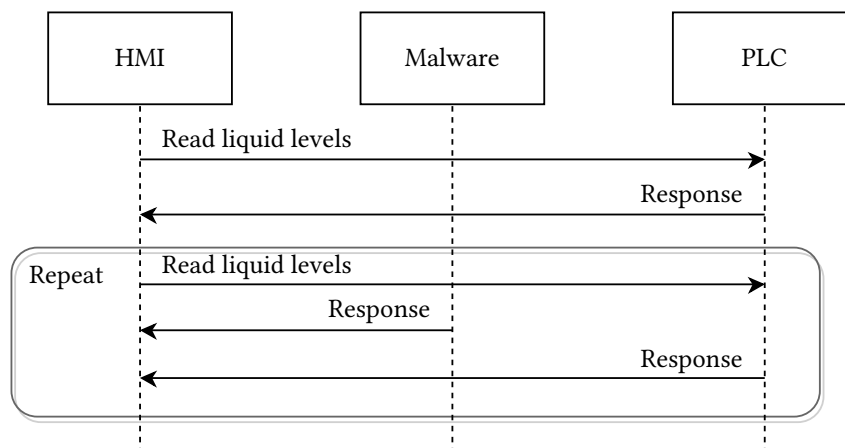 HMI
Malware
PLC
Read liquid levels
Response
Repeat
Read liquid levels
Response
Response